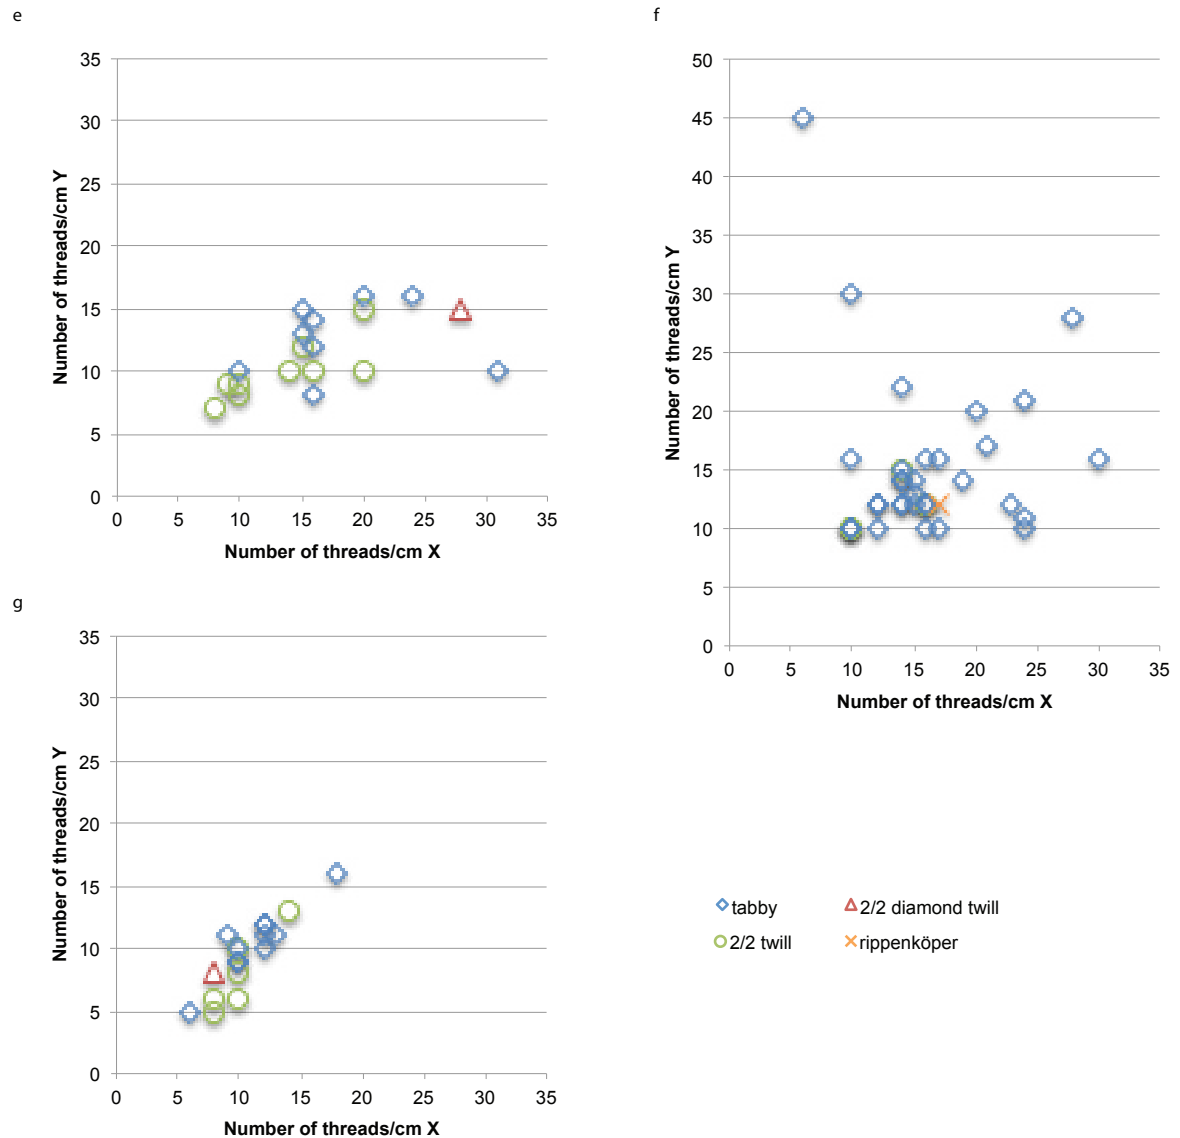 e
35
30
25
20
15
10
5
0
Number of threads/cm Y
0 5 10 15 20 25 30 35
Number of threads/cm X
f
50
45
40
35
30
25
20
15
10
5
0
Number of threads/cm Y
0 5 10 15 20 25 30 35
Number of threads/cm X
g
35
30
25
20
15
10
5
0
Number of threads/cm Y
0 5 10 15 20 25 30 35
Number of threads/cm X
tabby 2/2 diamond twill
2/2 twill rippenköper